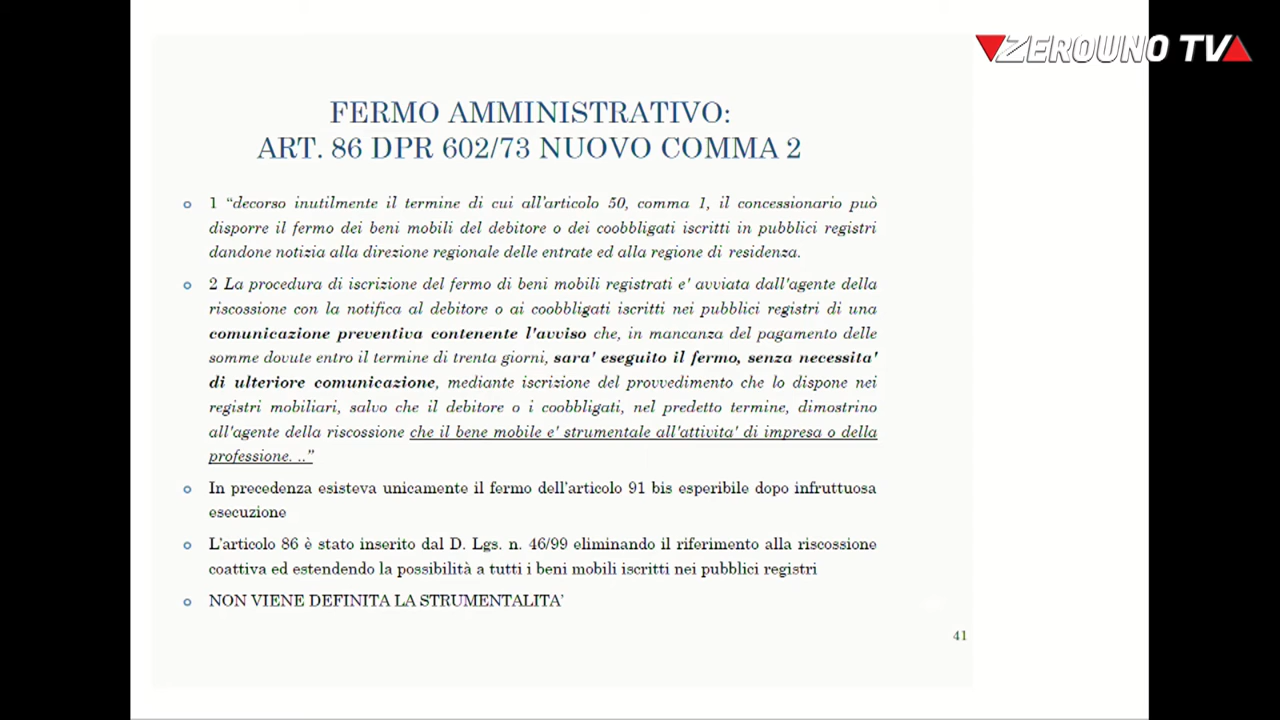 ZEROUNO TV
FERMO AMMINISTRATIVO:
ART. 86 DPR 602/73 NUOVO COMMA 2
1 “decorso inutilmente il termine di cui all'articolo 50, comma 1, il concessionario può
disporre il fermo dei beni mobili del debitore o dei coobbligati iscritti in pubblici registri
dandone notizia alla direzione regionale delle entrate ed alla regione di residenza.
2 La procedura di iscrizione del fermo di beni mobili registrati e' avviata dall'agente della
riscossione con la notifica al debitore o ai coobbligati iscritti nei pubblici registri di una
comunicazione preventiva contenente l'avviso che, in mancanza del pagamento delle
somme dovute entro il termine di trenta giorni, sara' eseguito il fermo, senza necessita'
di ulteriore comunicazione, mediante iscrizione del provvedimento che lo dispone nei
registri mobiliari, salvo che il debitore o i coobbligati, nel predetto termine, dimostrino
all'agente della riscossione che il bene mobile e' strumentale all'attivita' di impresa o della
professione. ..”
In precedenza esisteva unicamente il fermo dell'articolo 91 bis esperibile dopo infruttuosa
esecuzione
L'articolo 86 è stato inserito dal D. Lgs. n. 46/99 eliminando il riferimento alla riscossione
coattiva ed estendendo la possibilità a tutti i beni mobili iscritti nei pubblici registri
NON VIENE DEFINITA LA STRUMENTALITA'
41